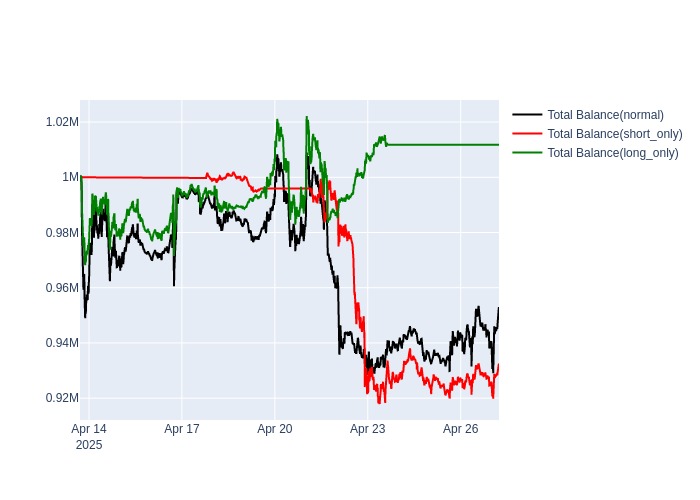 1.02M
1M
0.98M
0.96M
0.94M
0.92M
Apr 14
2025
Apr 17
Apr 20
Apr 23
Apr 26
Total Balance(normal)
Total Balance(short_only)
Total Balance(long_only)